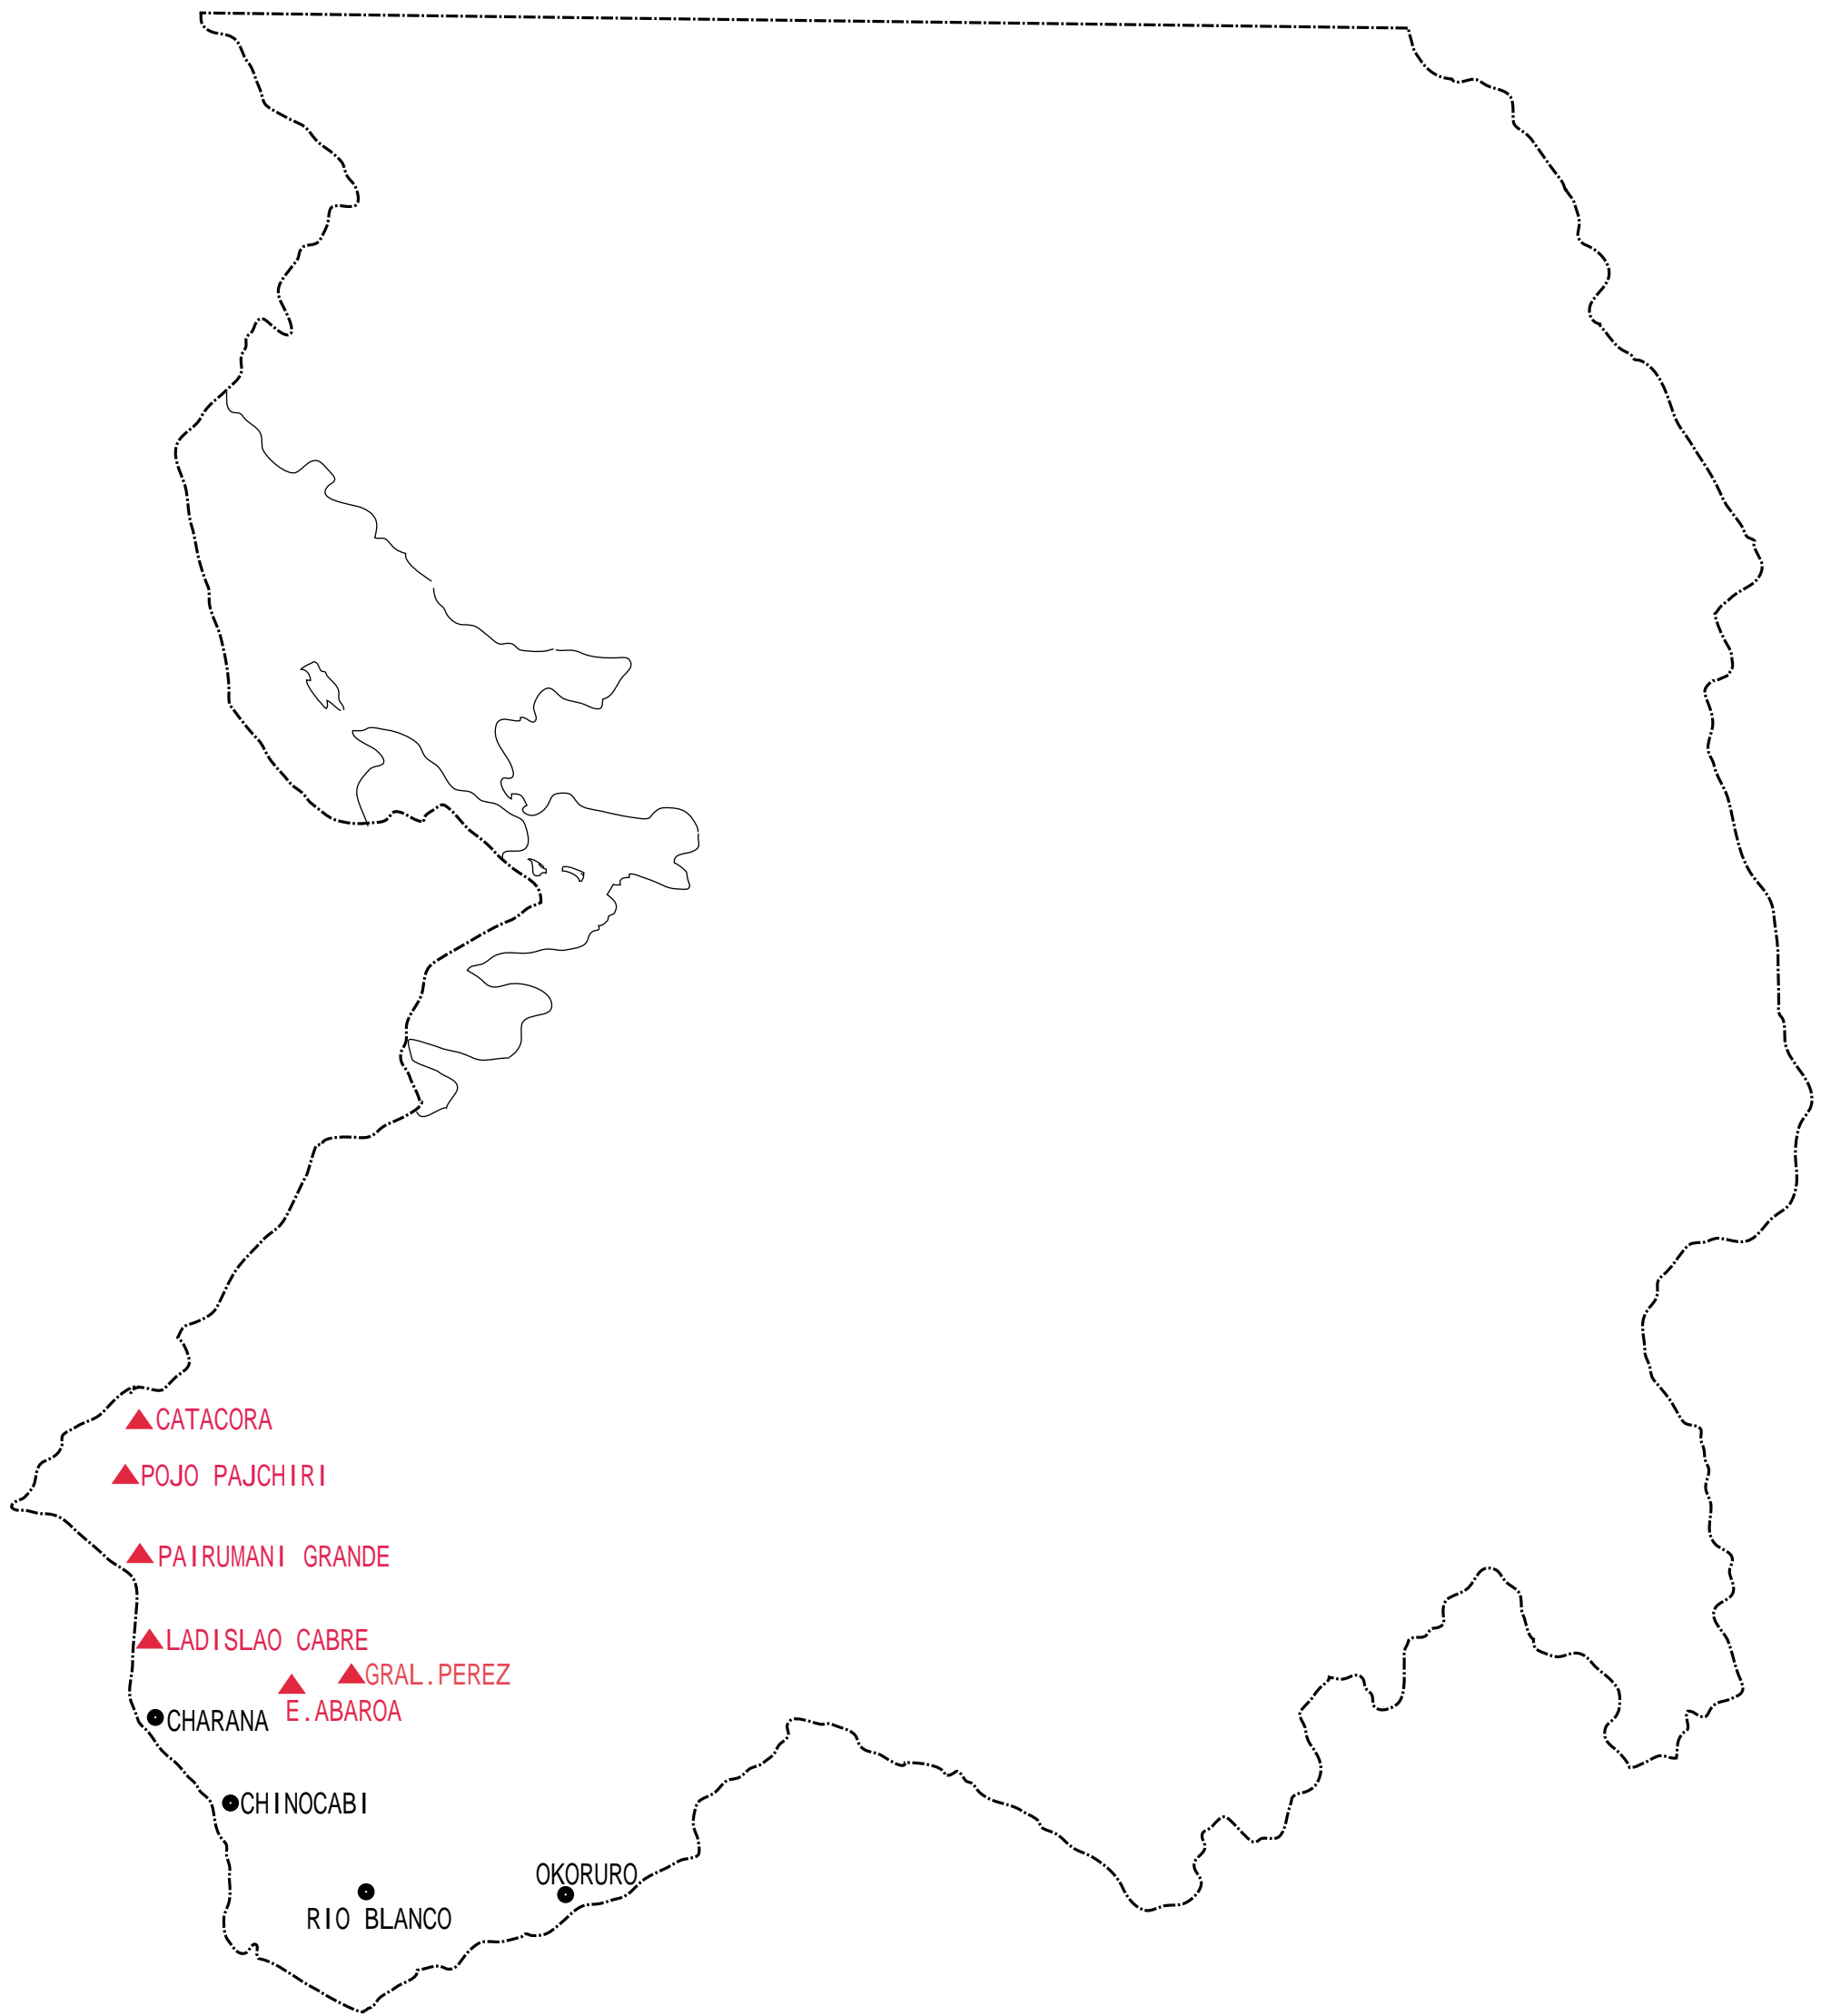 CATACORA
POJO PAJCHIRI
PAIRUMANI GRANDE
LADISLAO CABRE
GRAL.PEREZ
E.ABAROA
CHARANA
CHINOCABI
OKORURO
RIO BLANCO